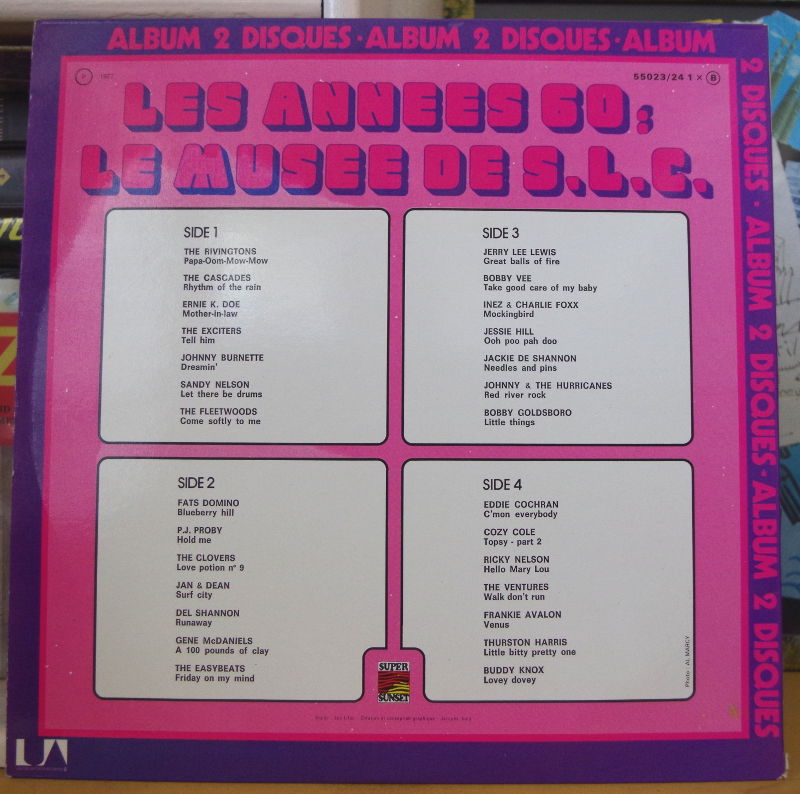 ALBUM 2 DISQUES · ALBUM 2 DISQUES · ALBUM
2 DISQUES · ALBUM 2 DISQUES · ALBUM 2 DISQUES
P 1977
55023/24 1 x B
LES ANNEES 60:
LE MUSEE DE S.L.C.
SIDE 1
THE RIVINGTONS
Papa-Oom-Mow-Mow
THE CASCADES
Rhythm of the rain
ERNIE K. DOE
Mother-in-law
THE EXCITERS
Tell him
JOHNNY BURNETTE
Dreamin'
SANDY NELSON
Let there be drums
THE FLEETWOODS
Come softly to me
SIDE 2
FATS DOMINO
Blueberry hill
P.J. PROBY
Hold me
THE CLOVERS
Love potion n° 9
JAN & DEAN
Surf city
DEL SHANNON
Runaway
GENE McDANIELS
A 100 pounds of clay
THE EASYBEATS
Friday on my mind
SIDE 3
JERRY LEE LEWIS
Great balls of fire
BOBBY VEE
Take good care of my baby
INEZ & CHARLIE FOXX
Mockingbird
JESSIE HILL
Ooh poo pah doo
JACKIE DE SHANNON
Needles and pins
JOHNNY & THE HURRICANES
Red river rock
BOBBY GOLDSBORO
Little things
SIDE 4
EDDIE COCHRAN
C'mon everybody
COZY COLE
Topsy - part 2
RICKY NELSON
Hello Mary Lou
THE VENTURES
Walk don't run
FRANKIE AVALON
Venus
THURSTON HARRIS
Little bitty pretty one
BUDDY KNOX
Lovey dovey
SUPER
SUNSET
Photo : AL MARCY
UA